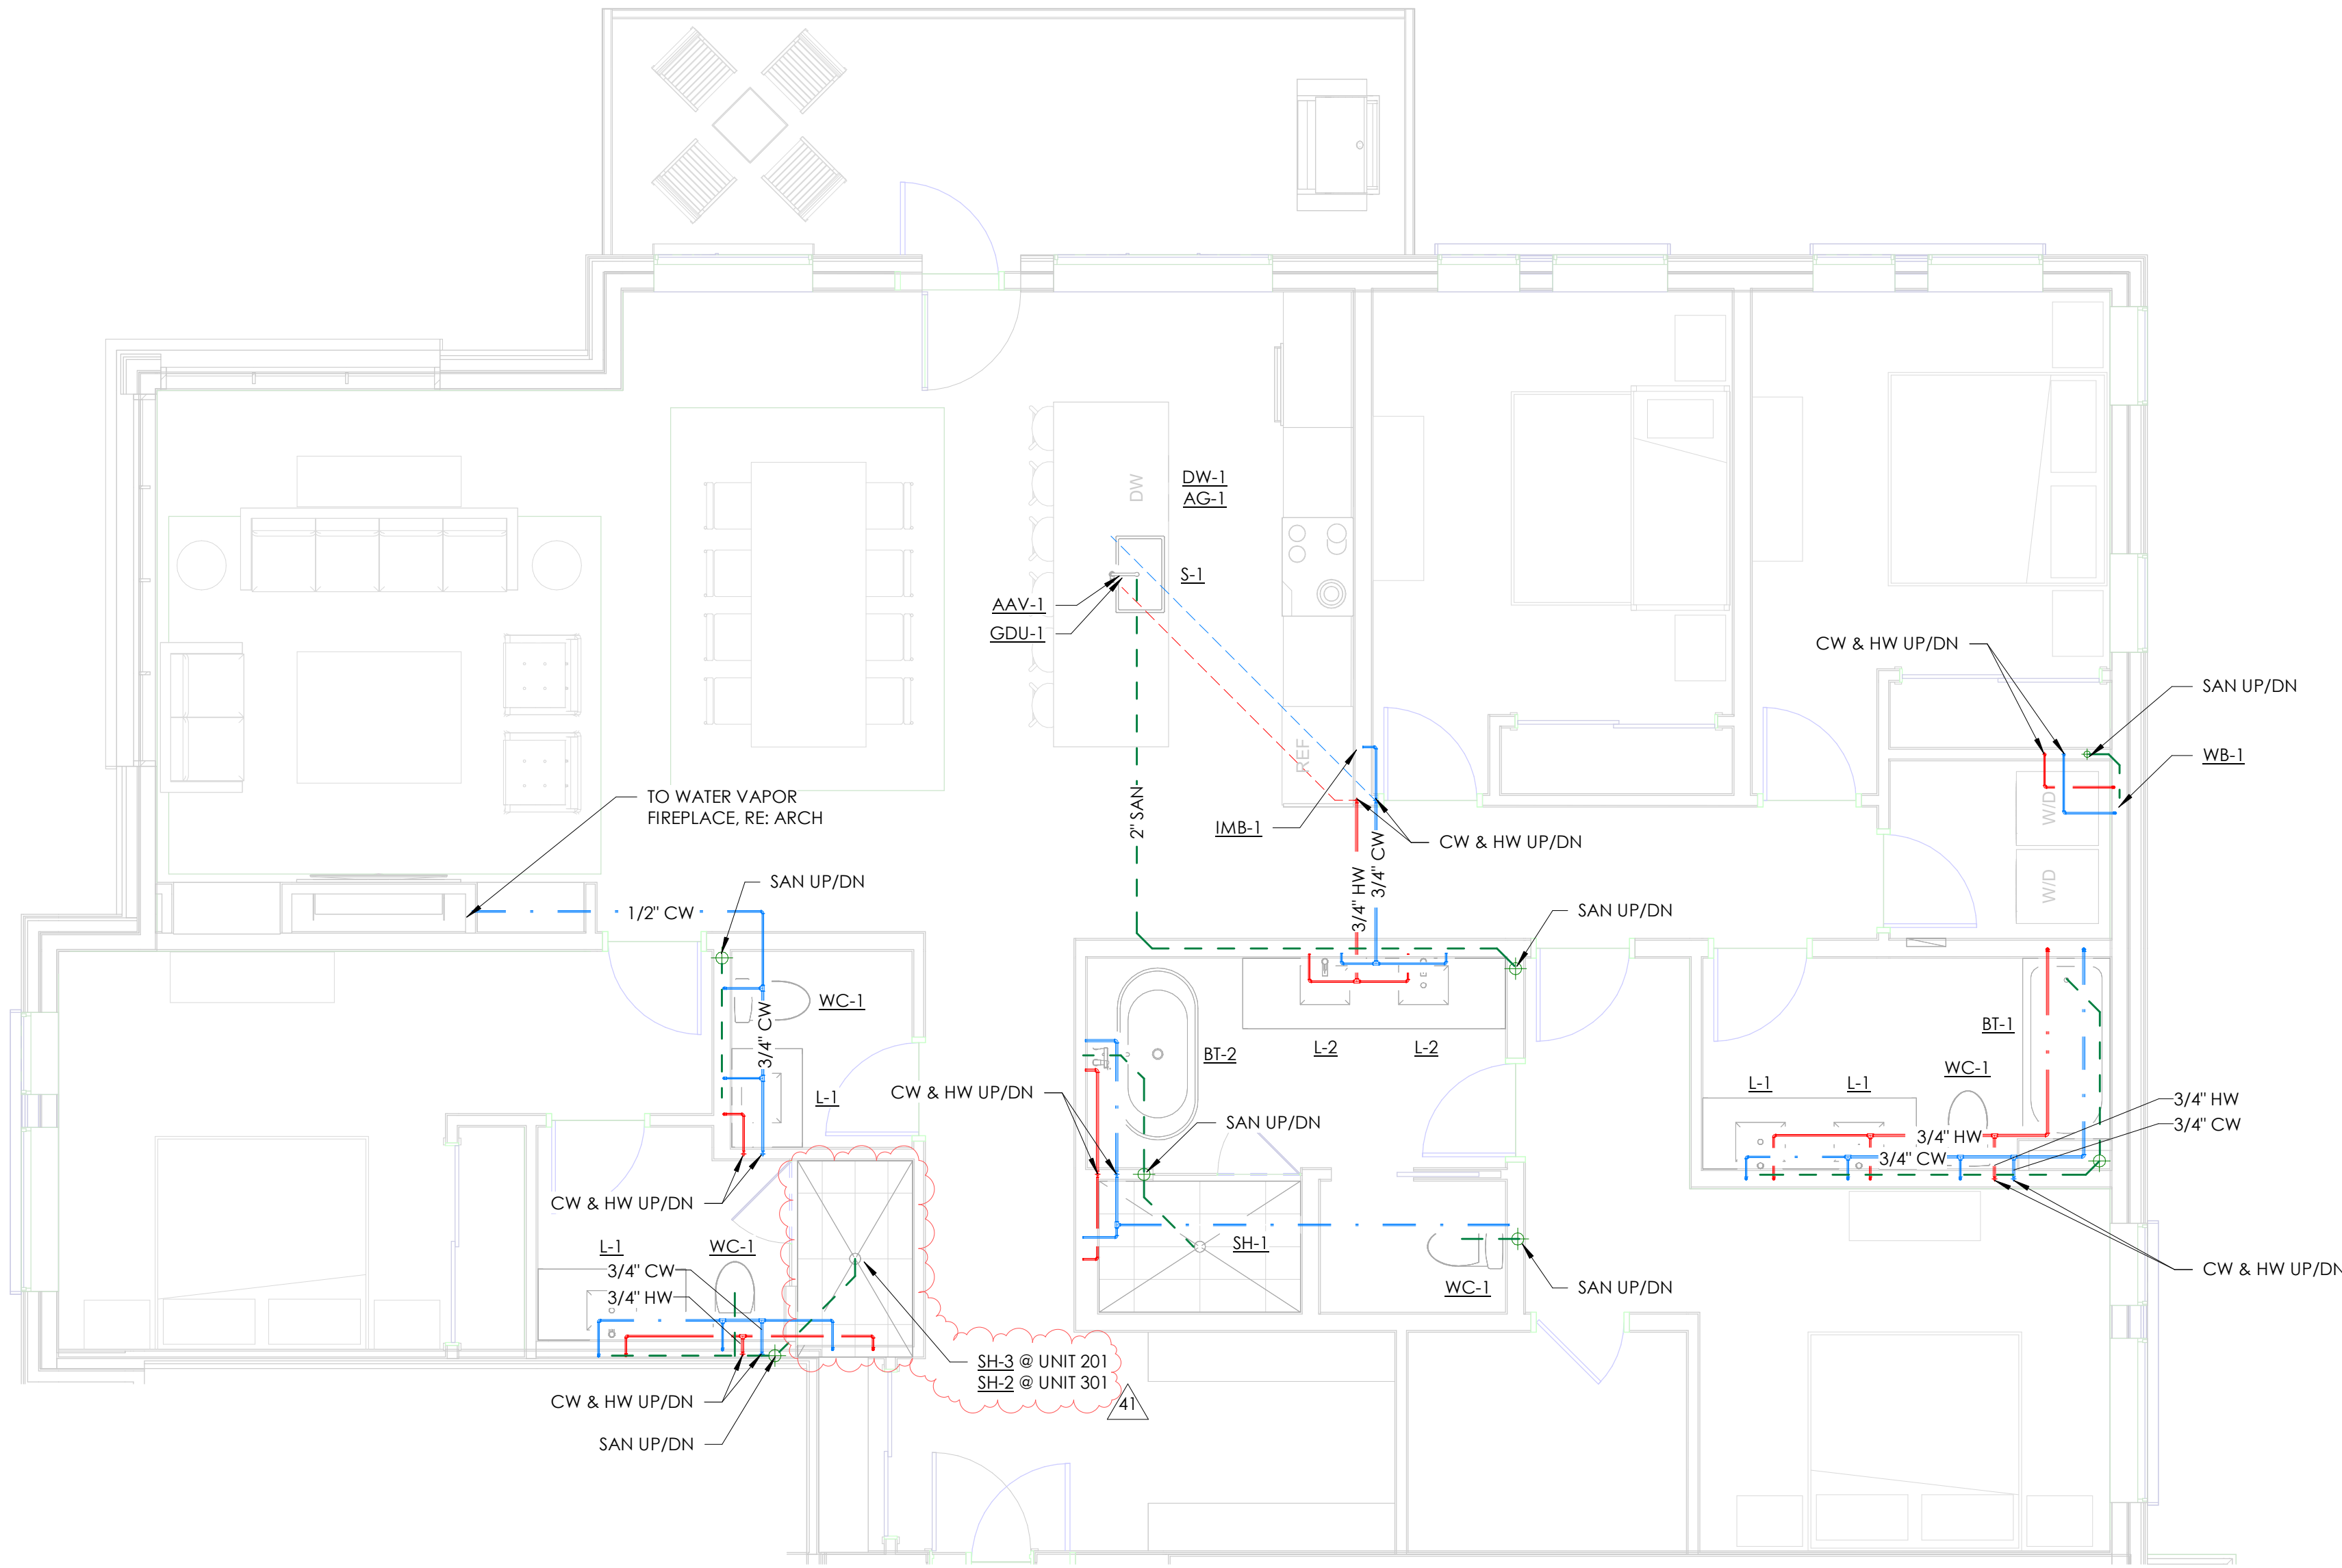 DW
DW-1
AG-1
S-1
AAV-1
GDU-1
CW & HW UP/DN
SAN UP/DN
WB-1
REF
W/D
W/D
2" SAN
IMB-1
CW & HW UP/DN
3/4" HW
3/4" CW
TO WATER VAPOR
FIREPLACE, RE: ARCH
1/2" CW
SAN UP/DN
SAN UP/DN
WC-1
3/4" CW
L-1
BT-2
L-2
L-2
BT-1
WC-1
L-1
L-1
3/4" HW
3/4" CW
3/4" HW
3/4" CW
CW & HW UP/DN
SAN UP/DN
CW & HW UP/DN
L-1
WC-1
3/4" CW
3/4" HW
SH-1
WC-1
SAN UP/DN
CW & HW UP/DN
SH-3 @ UNIT 201
SH-2 @ UNIT 301
41
CW & HW UP/DN
SAN UP/DN